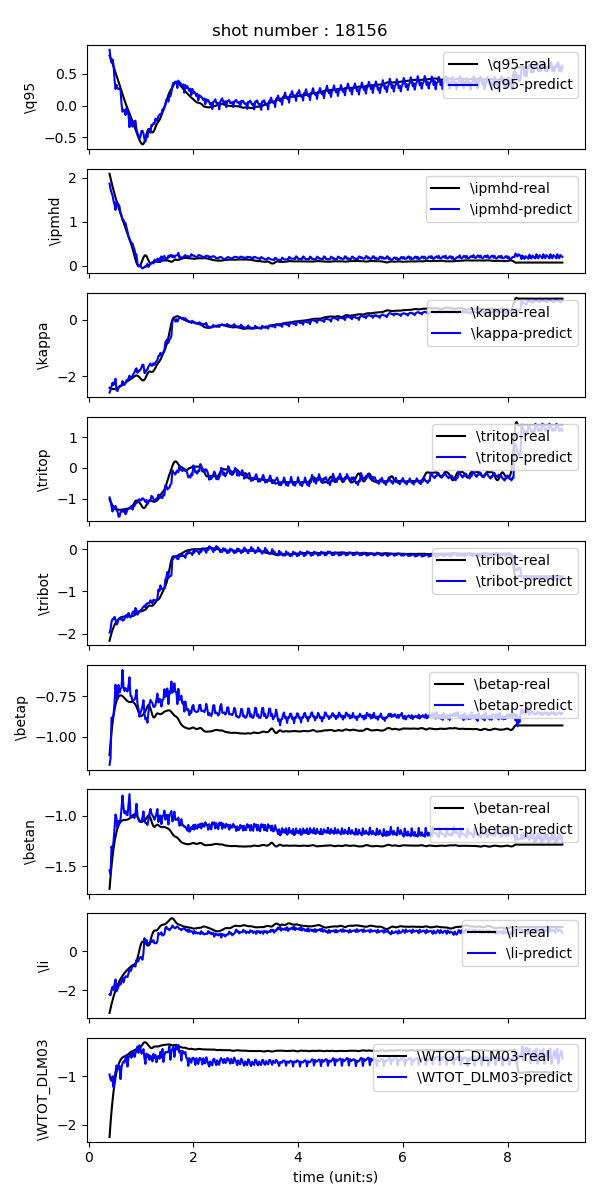 shot number : 18156
\q95
0.5
0.0
−0.5
\q95-real
\q95-predict
\ipmhd
2
1
0
\ipmhd-real
\ipmhd-predict
\kappa
0
−2
\kappa-real
\kappa-predict
\tritop
1
0
−1
\tritop-real
\tritop-predict
\tribot
0
−1
−2
\tribot-real
\tribot-predict
\betap
−0.75
−1.00
\betap-real
\betap-predict
\betan
−1.0
−1.5
\betan-real
\betan-predict
\li
0
−2
\li-real
\li-predict
\WTOT_DLM03
−1
−2
\WTOT_DLM03-real
\WTOT_DLM03-predict
0 2 4 6 8
time (unit:s)